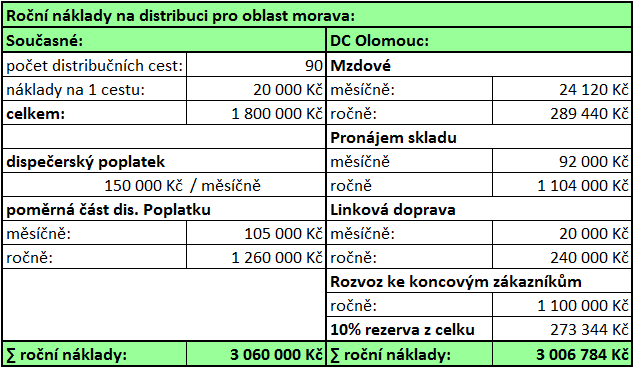 Roční náklady na distribuci pro oblast morava:
Současné: DC Olomouc:
počet distribučních cest: 90 Mzdové
náklady na 1 cestu: 20 000 Kč měsíčně: 24 120 Kč
celkem: 1 800 000 Kč ročně: 289 440 Kč
Pronájem skladu
dispečerský poplatek měsíčně 92 000 Kč
150 000 Kč / měsíčně ročně 1 104 000 Kč
poměrná část dis. Poplatku Linková doprava
měsíčně: 105 000 Kč měsíčně: 20 000 Kč
ročně: 1 260 000 Kč ročně: 240 000 Kč
Rozvoz ke koncovým zákazníkům
ročně: 1 100 000 Kč
10% rezerva z celku 273 344 Kč
∑ roční náklady: 3 060 000 Kč ∑ roční náklady: 3 006 784 Kč